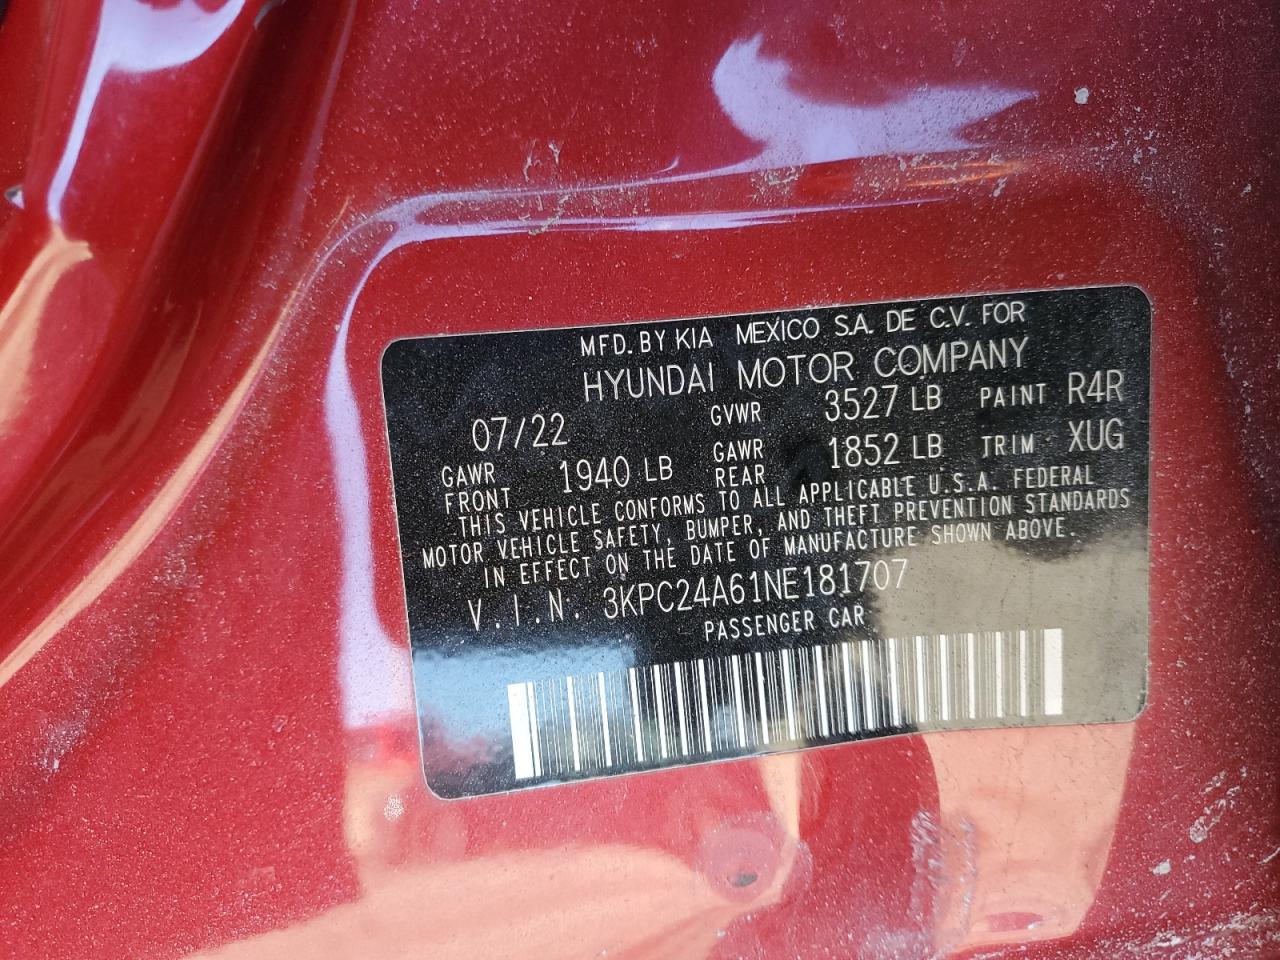 MFD. BY KIA MEXICO S.A. DE C.V. FOR
HYUNDAI MOTOR COMPANY
07/22 GVWR 3527 LB PAINT R4R
GAWR FRONT 1940 LB GAWR REAR 1852 LB TRIM XUG
THIS VEHICLE CONFORMS TO ALL APPLICABLE U.S.A. FEDERAL
MOTOR VEHICLE SAFETY, BUMPER, AND THEFT PREVENTION STANDARDS
IN EFFECT ON THE DATE OF MANUFACTURE SHOWN ABOVE.
V.I.N: 3KPC24A61NE181707
PASSENGER CAR